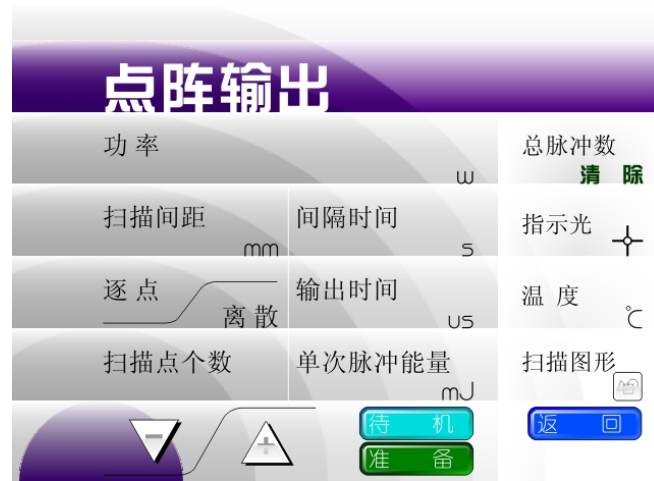 点阵输出
功 率
W
总脉冲数
清 除
扫描间距
mm
间隔时间
s
指示光
逐 点
离 散
输出时间
us
温 度
℃
扫描点个数
单次脉冲能量
mJ
扫描图形
待 机
准 备
返 回